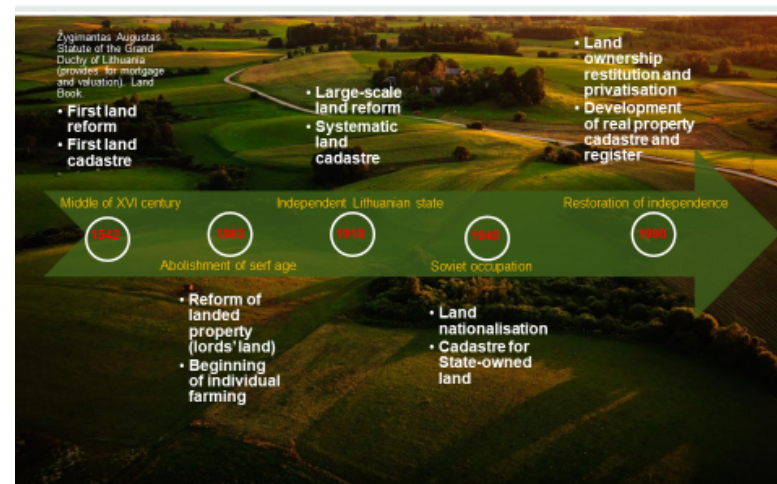 Žygimantas Augustas.
Statute of the Grand
Duchy of Lithuania
(provides for mortgage
and valuation). Land
Book.
• First land
reform
• First land
cadastre
• Large-scale
land reform
• Systematic
land
cadastre
• Land
ownership
restitution and
privatisation
• Development
of real property
cadastre and
register
Middle of XVI century
Independent Lithuanian state
Restoration of independence
1542
1918
1990
Abolishment of serf age
Soviet occupation
• Reform of
landed
property
(lords' land)
• Beginning
of individual
farming
• Land
nationalisation
• Cadastre for
State-owned
land